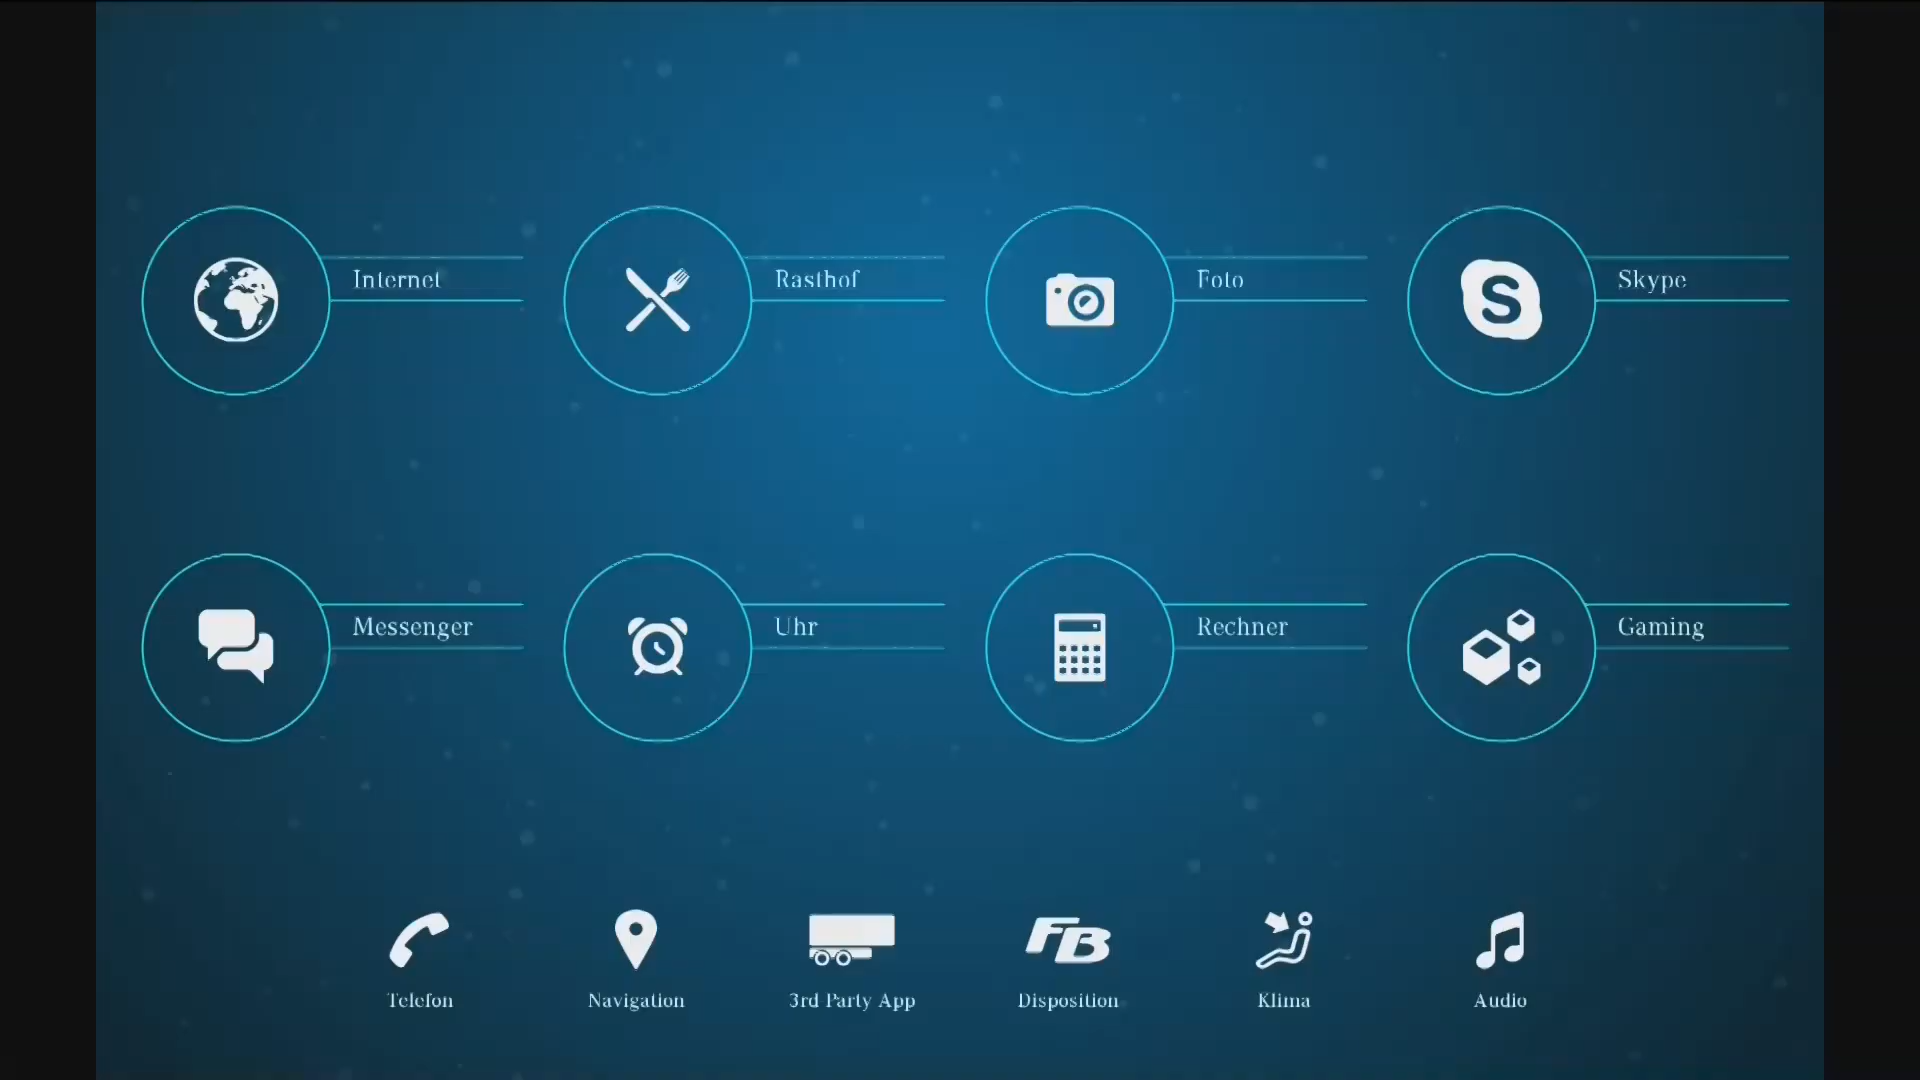 Internet
Rasthof
Foto
Skype
Messenger
Uhr
Rechner
Gaming
FB
Telefon
Navigation
3rd Party App
Disposition
Klima
Audio